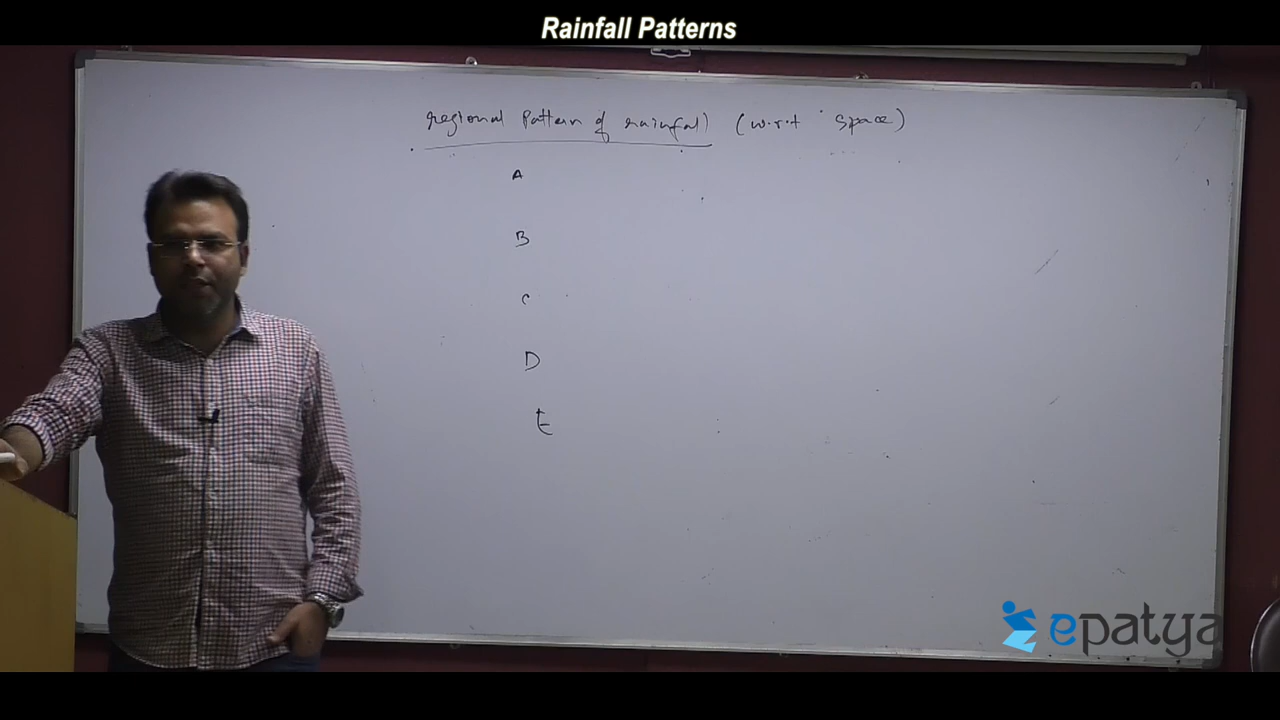 Rainfall Patterns
regional pattern of rainfall (w.r.t space)
A
B
C
D
E
epatya